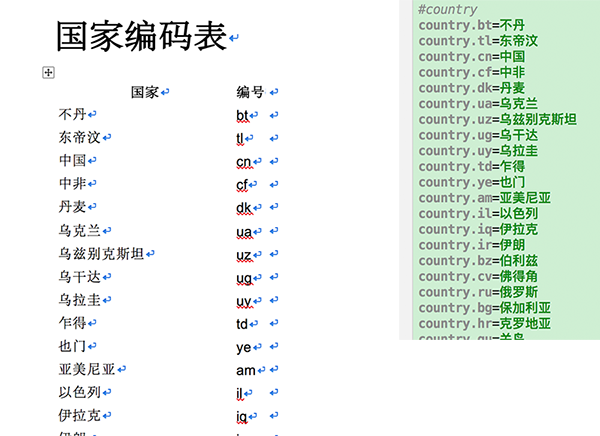 国家编码表
国家 编号
不丹 bt
东帝汶 tl
中国 cn
中非 cf
丹麦 dk
乌克兰 ua
乌兹别克斯坦 uz
乌干达 ug
乌拉圭 uy
乍得 td
也门 ye
亚美尼亚 am
以色列 il
伊拉克 iq
#country
country.bt=不丹
country.tl=东帝汶
country.cn=中国
country.cf=中非
country.dk=丹麦
country.ua=乌克兰
country.uz=乌兹别克斯坦
country.ug=乌干达
country.uy=乌拉圭
country.td=乍得
country.ye=也门
country.am=亚美尼亚
country.il=以色列
country.iq=伊拉克
country.ir=伊朗
country.bz=伯利兹
country.cv=佛得角
country.ru=俄罗斯
country.bg=保加利亚
country.hr=克罗地亚